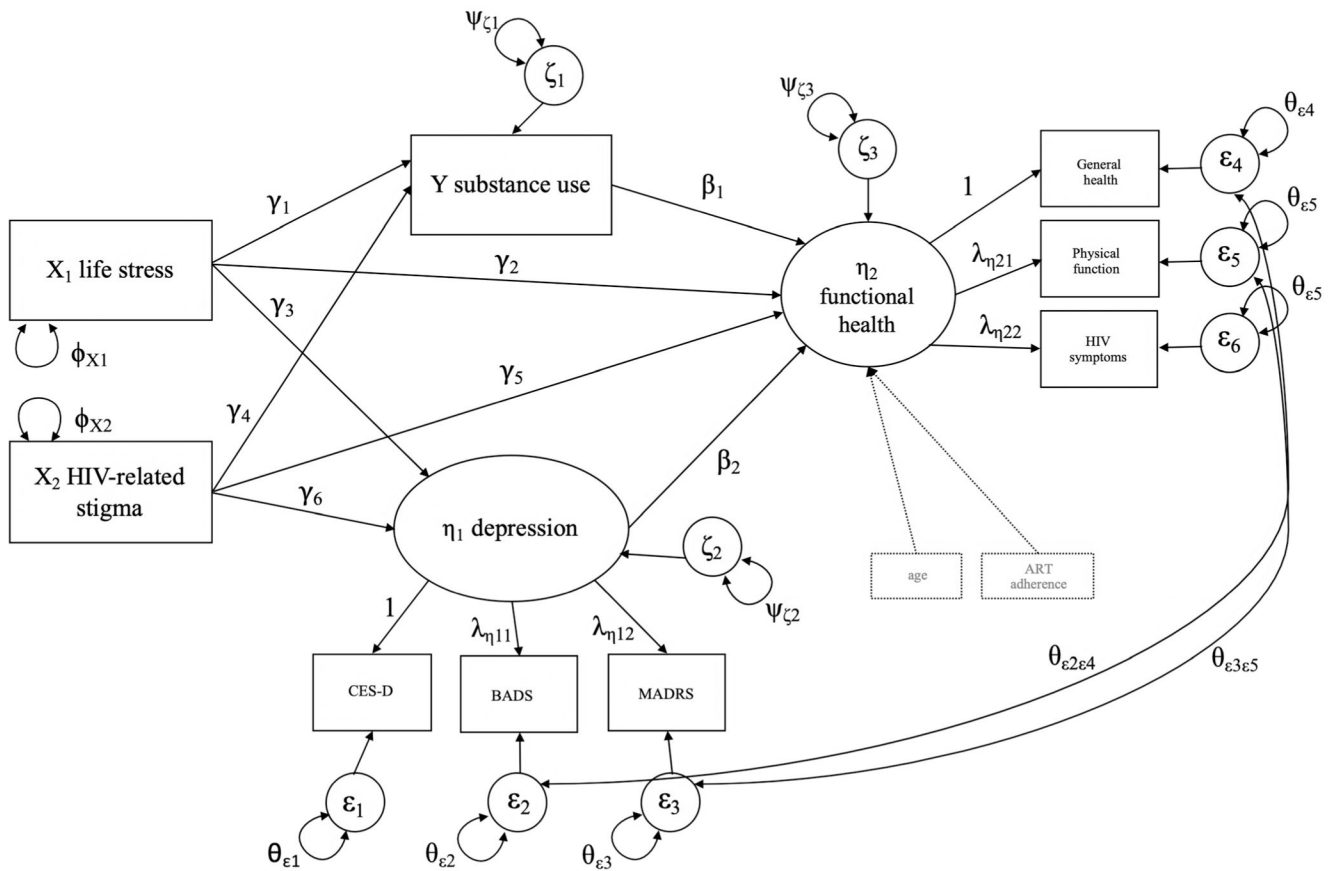 ψζ1
ζ1
Y substance use
ψζ3
ζ3
θε4
General
health
ε4
1
β1
γ1
X1 life stress
γ2
η2
functional
health
λη21
Physical
function
ε5
θε5
γ3
λη22
HIV
symptoms
ε6
θε5
ϕX1
ϕX2
γ4
γ5
X2 HIV-related
stigma
γ6
η1 depression
β2
ζ2
ψζ2
age
ART
adherence
1
λη11
λη12
θε2ε4
θε3ε5
CES-D
BADS
MADRS
ε1
ε2
ε3
θε1
θε2
θε3